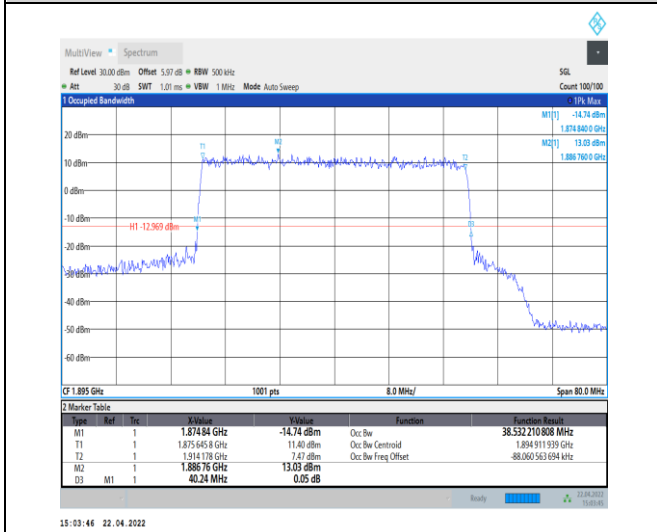 MultiView Spectrum
Ref Level 30.00 dBm Offset 5.97 dB RBW 500 kHz SGL
Att 30 dB SWT 1.01 ms VBW 1 MHz Mode Auto Sweep Count 100/100
1 Occupied Bandwidth 1Pk Max
M1[1] -14.74 dBm
1.874 840 0 GHz
M2[1] 13.03 dBm
1.886 760 0 GHz
20 dBm
T1
M2
T2
10 dBm
0 dBm
-10 dBm
M1
D3
H1 -12.969 dBm
-20 dBm
-30 dBm
-40 dBm
-50 dBm
-60 dBm
CF 1.895 GHz 1001 pts 8.0 MHz/ Span 80.0 MHz
2 Marker Table
Type Ref Trc X-Value Y-Value Function Function Result
M1 1 1.874 84 GHz -14.74 dBm Occ Bw 38.532 210 808 MHz
T1 1 1.875 645 8 GHz 11.40 dBm Occ Bw Centroid 1.894 911 939 GHz
T2 1 1.914 178 GHz 7.47 dBm Occ Bw Freq Offset -88.060 563 694 kHz
M2 1 1.886 76 GHz 13.03 dBm
D3 M1 1 40.24 MHz 0.05 dB
Ready 22.04.2022
15:03:45
15:03:46 22.04.2022